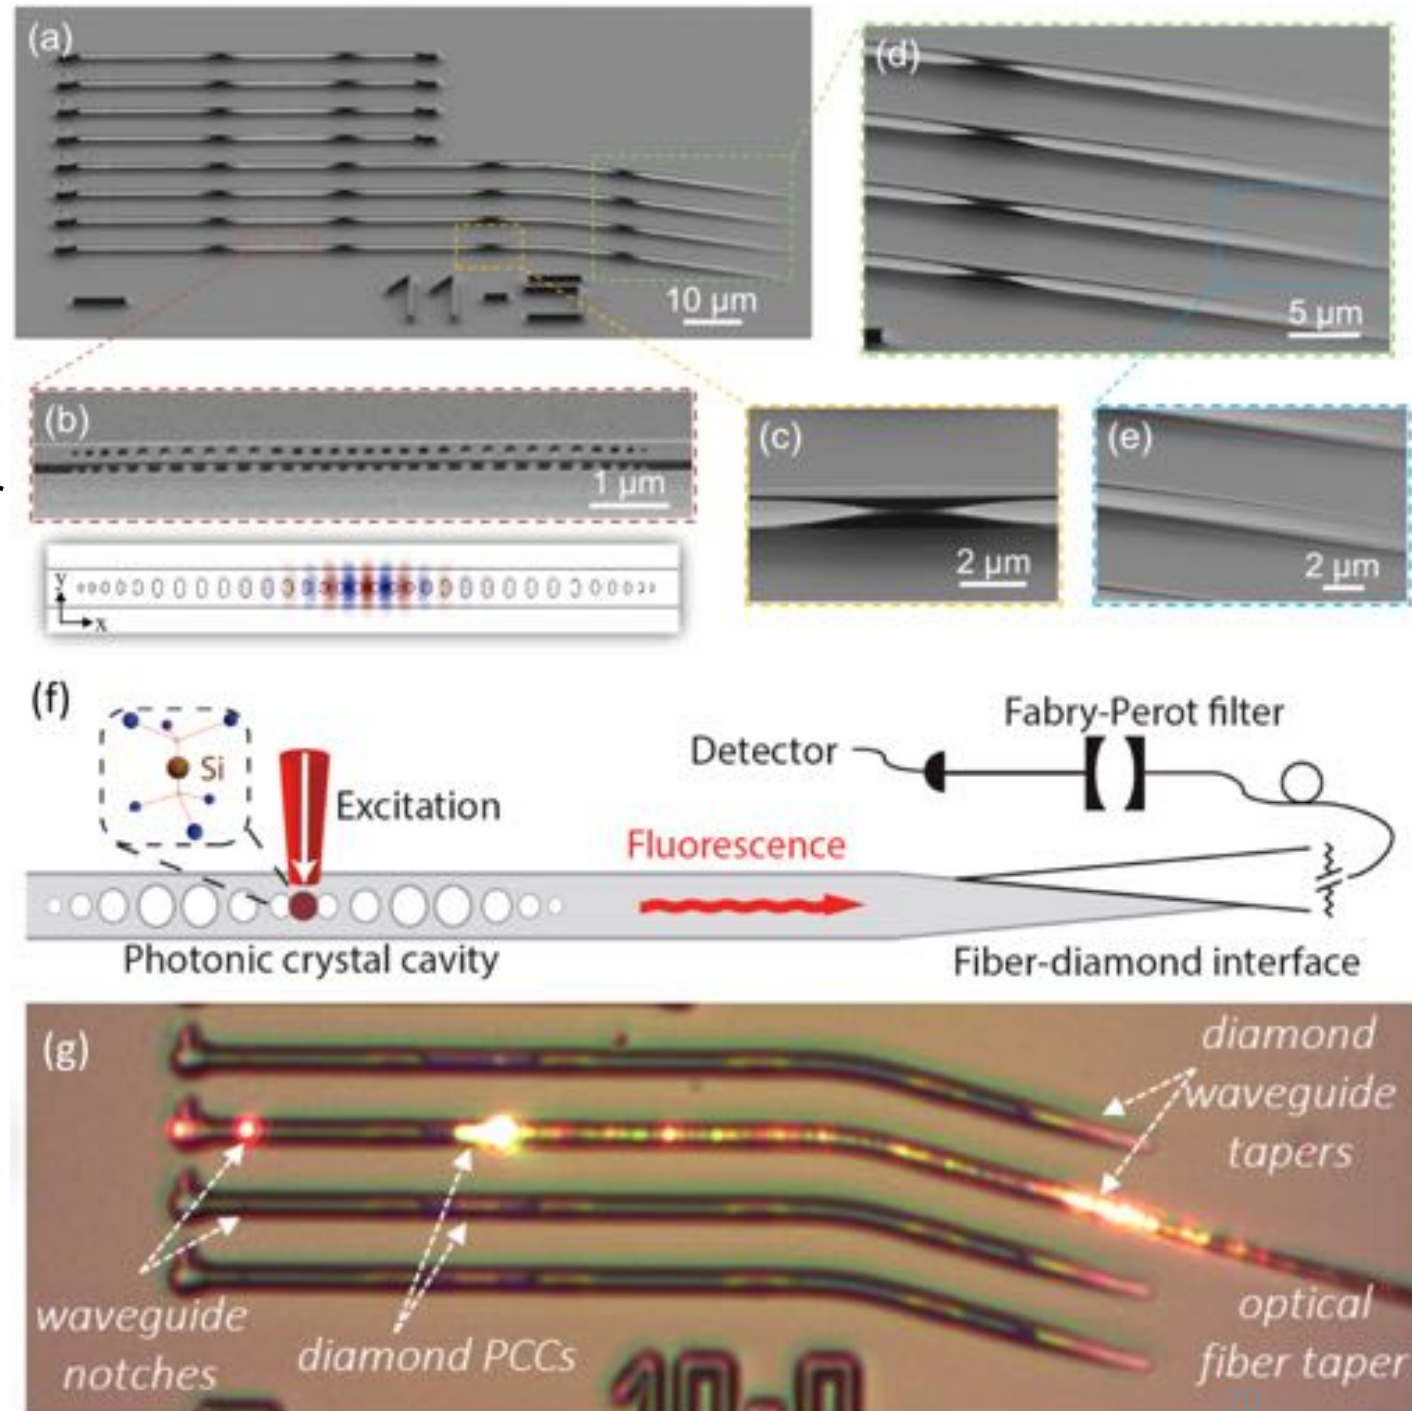 (a)
10 µm
(d)
5 µm
(b)
1 µm
y
x
(c)
2 µm
(e)
2 µm
(f)
Si
Excitation
Fluorescence
Detector
Fabry-Perot filter
Photonic crystal cavity
Fiber-diamond interface
(g)
diamond
waveguide
tapers
waveguide
notches
diamond PCCs
optical
fiber taper